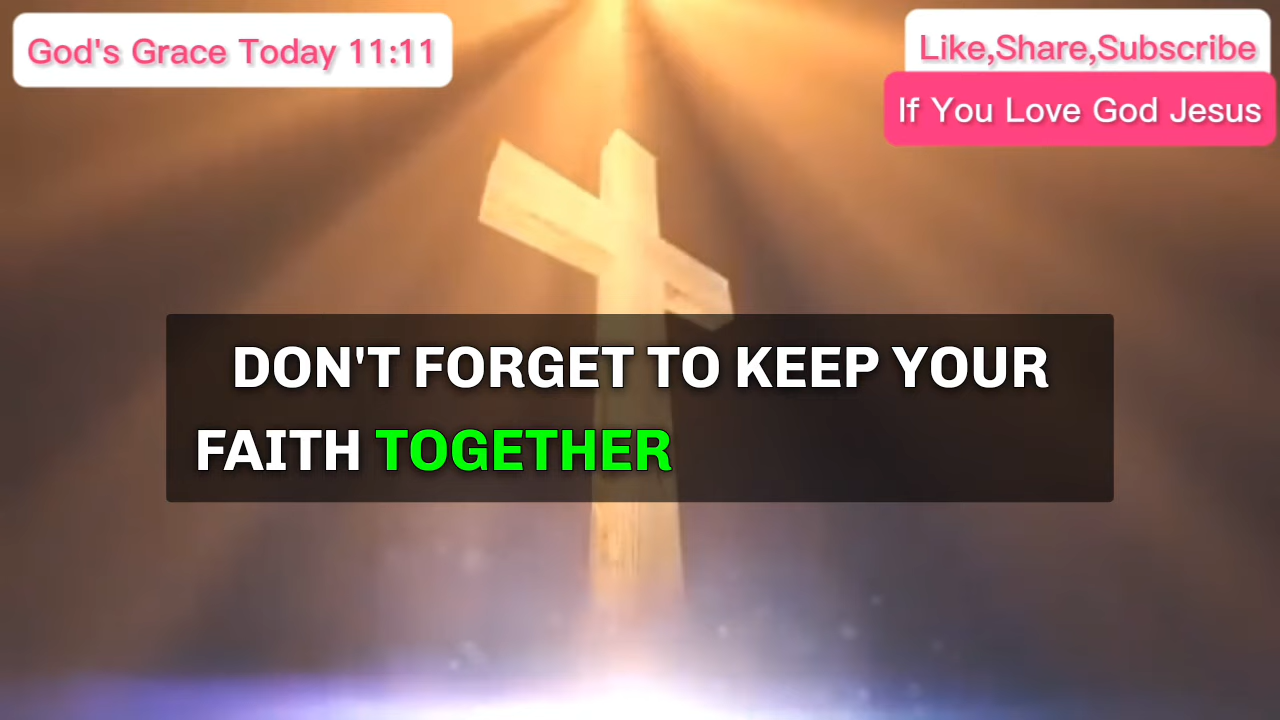 God's Grace Today 11:11
Like,Share,Subscribe
If You Love God Jesus
DON'T FORGET TO KEEP YOUR
FAITH TOGETHER